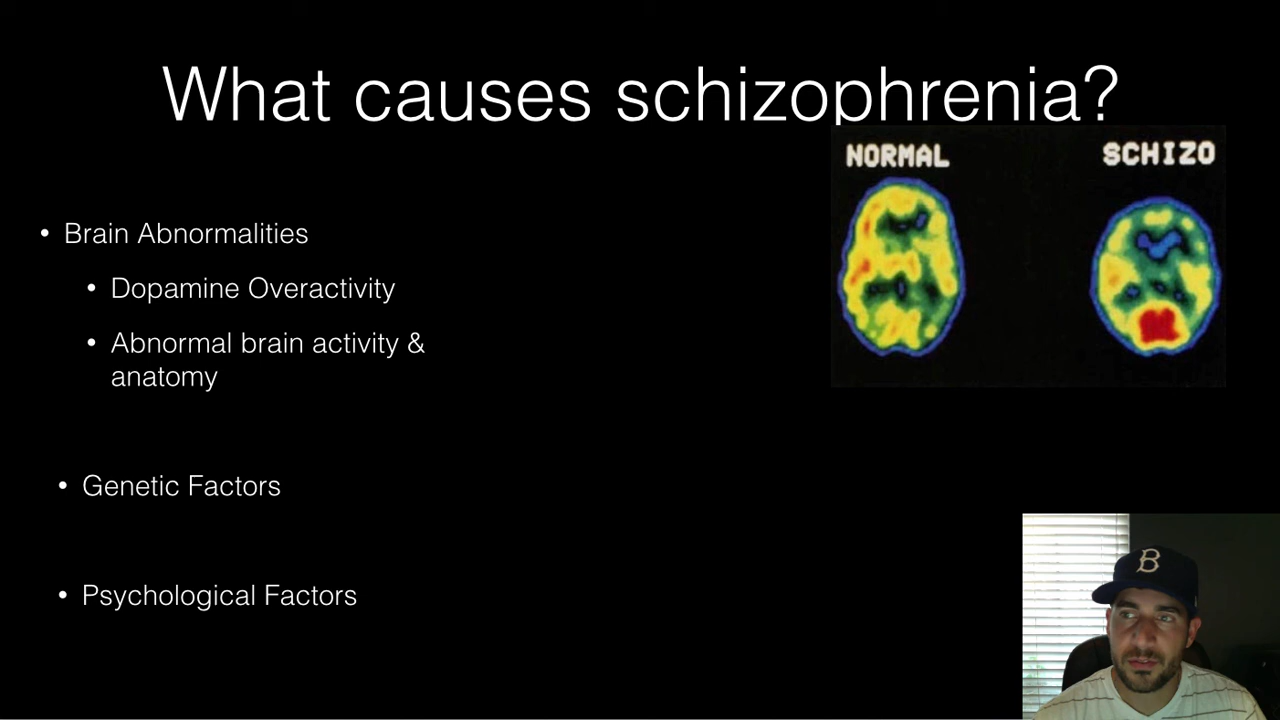 What causes schizophrenia?
NORMAL
SCHIZO
• Brain Abnormalities
• Dopamine Overactivity
• Abnormal brain activity &
anatomy
• Genetic Factors
• Psychological Factors
B